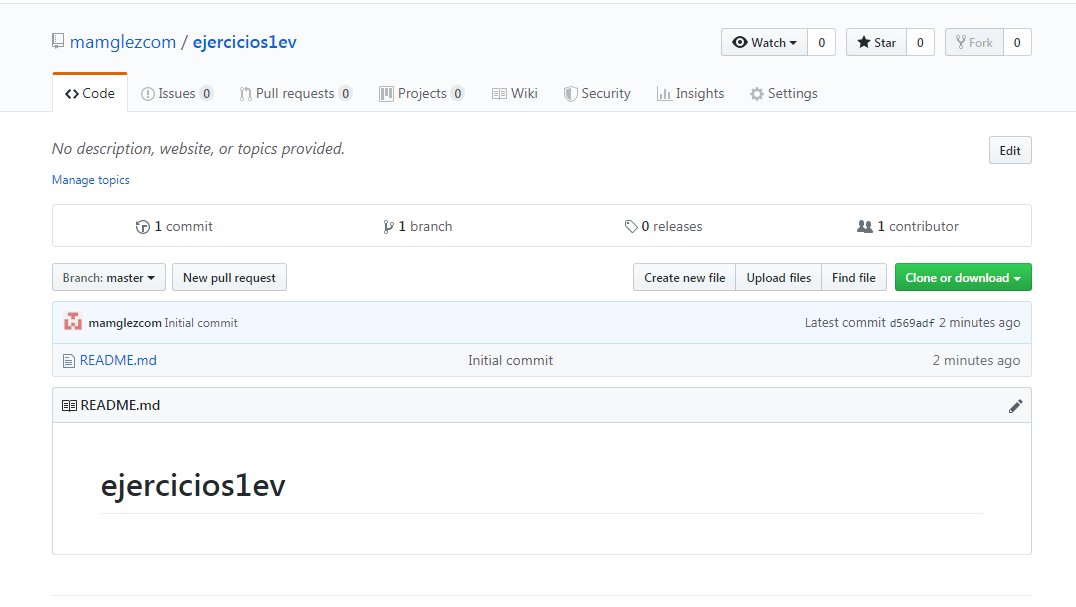 mamglezcom / ejercicios1ev Watch 0 Star 0 Fork 0
Code Issues 0 Pull requests 0 Projects 0 Wiki Security Insights Settings
No description, website, or topics provided. Edit
Manage topics
1 commit 1 branch 0 releases 1 contributor
Branch: master New pull request Create new file Upload files Find file Clone or download
mamglezcom Initial commit Latest commit d569adf 2 minutes ago
README.md Initial commit 2 minutes ago
README.md
ejercicios1ev